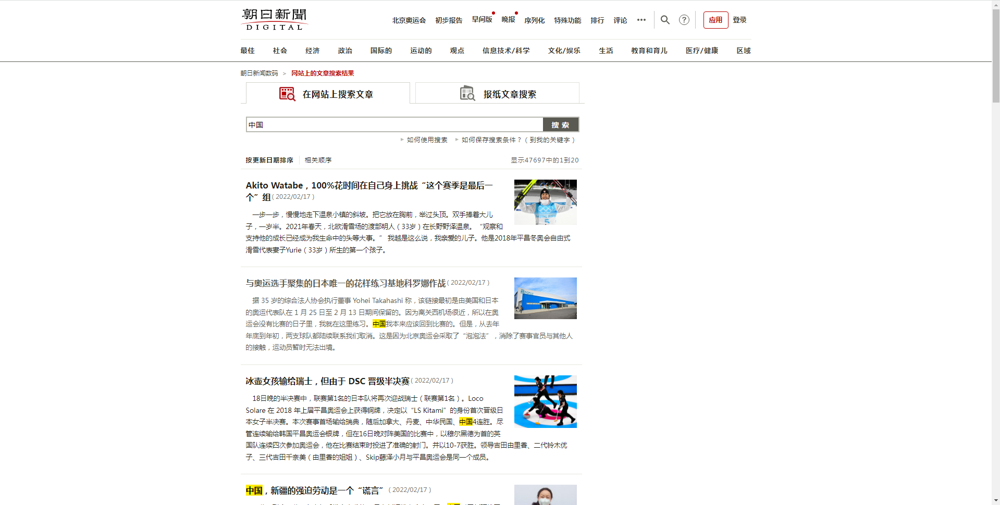 朝日新聞
DIGITAL
北京奥运会 初步报告 早间版 晚报 序列化 特殊功能 排行 评论 ••• ? 应用 登录
最佳 社会 经济 政治 国际的 运动的 观点 信息技术/科学 文化/娱乐 生活 教育和育儿 医疗/健康 区域
朝日新闻数码 > 网站上的文章搜索结果
在网站上搜索文章 报纸文章搜索
中国 搜索
如何使用搜索 如何保存搜索条件？（到我的关键字）
按更新日期排序 相关顺序 显示47697中的1到20
Akito Watabe，100%花时间在自己身上挑战“这个赛季是最后一
个”组（2022/02/17）
一步一步，慢慢地走下温泉小镇的斜坡。把它放在胸前，举过头顶。双手捧着大儿
子，一岁半。2021年春天，北欧滑雪场的渡部明人（33岁）在长野野泽温泉。“观察和
支持他的成长已经成为我生命中的头等大事。” 我越是这么说，我亲爱的儿子。他是2018年平昌冬奥会自由式
滑雪代表妻子Yurie（33岁）所生的第一个孩子。
与奥运选手聚集的日本唯一的花样练习基地科罗娜作战（2022/02/17）
据 35 岁的综合法人协会执行董事 Yohei Takahashi 称，该链接最初是由美国和日本
的奥运代表队在 1 月 25 日至 2 月 13 日期间保留的。因为离关西机场很近，所以在奥
运会没有比赛的日子里，我就在这里练习。中国我本来应该回到比赛的。但是，从去年
年底到年初，两支球队都陆续联系我们取消。这是因为北京奥运会采取了“泡泡法”，消除了赛事官员与其他人
的接触，运动员暂时无法出境。
冰壶女孩输给瑞士，但由于 DSC 晋级半决赛（2022/02/17）
18日晚的半决赛中，联赛第1名的日本队将再次迎战瑞士（联赛第1名）。Loco
Solare 在 2018 年上届平昌奥运会上获得铜牌，决定以“LS Kitami”的身份首次晋级日
本女子半决赛。本次赛事首场输给瑞典，随后加拿大、丹麦、中华民国、中国4连胜。尽
管连续输给韩国平昌奥运会银牌，但在16日晚对阵美国的比赛中，以穆尔黑德为首的英
国队连续四次参加奥运会，他在比赛结束时投进了准确的射门。并以10-7获胜。领导吉田由里香、二代铃木优
子、三代吉田千奈美（由里香的姐姐）、Skip藤泽小月与平昌奥运会是同一个成员。
中国，新疆的强迫劳动是一个“谎言”（2022/02/17）